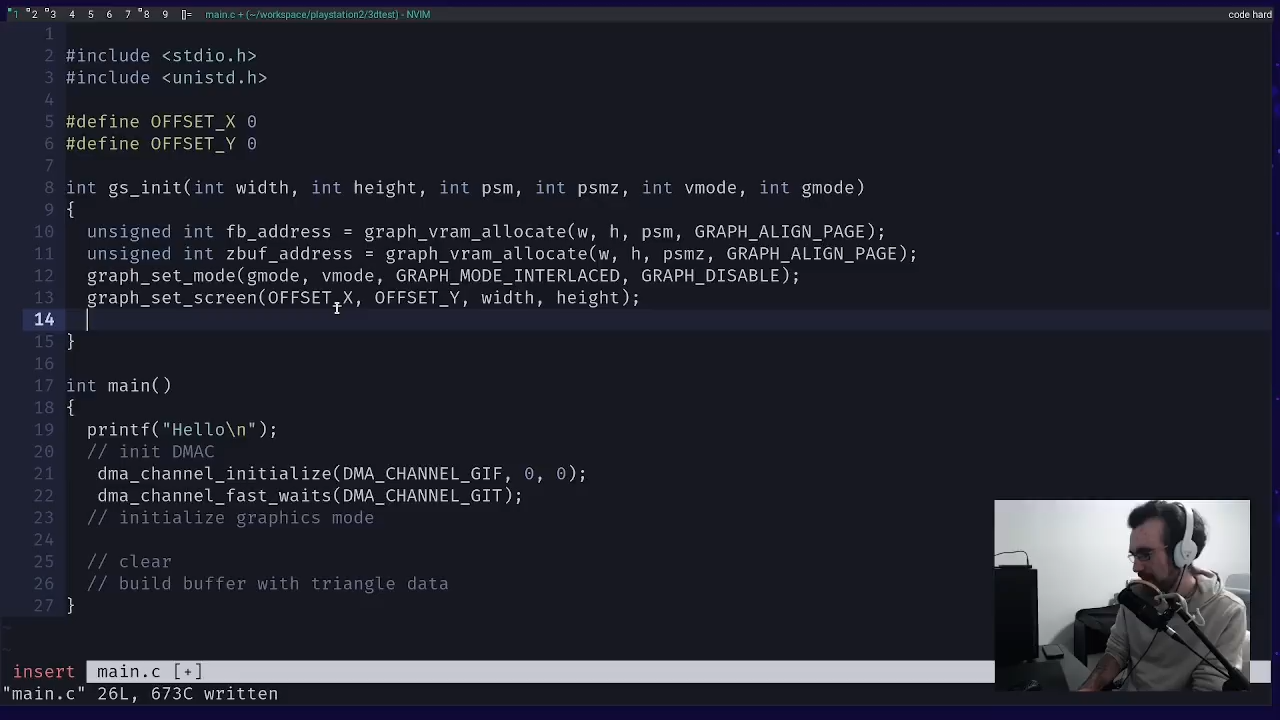 1 2 3 4 5 6 7 8 9 []= main.c + (~/workspace/playstation2/3dtest) - NVIM code hard
1
2 #include <stdio.h>
3 #include <unistd.h>
4
5 #define OFFSET_X 0
6 #define OFFSET_Y 0
7
8 int gs_init(int width, int height, int psm, int psmz, int vmode, int gmode)
9 {
10 unsigned int fb_address = graph_vram_allocate(w, h, psm, GRAPH_ALIGN_PAGE);
11 unsigned int zbuf_address = graph_vram_allocate(w, h, psmz, GRAPH_ALIGN_PAGE);
12 graph_set_mode(gmode, vmode, GRAPH_MODE_INTERLACED, GRAPH_DISABLE);
13 graph_set_screen(OFFSET_X, OFFSET_Y, width, height);
14
15 }
16
17 int main()
18 {
19 printf("Hello\n");
20 // init DMAC
21 dma_channel_initialize(DMA_CHANNEL_GIF, 0, 0);
22 dma_channel_fast_waits(DMA_CHANNEL_GIT);
23 // initialize graphics mode
24
25 // clear
26 // build buffer with triangle data
27 }
~
~
insert main.c [+]
"main.c" 26L, 673C written